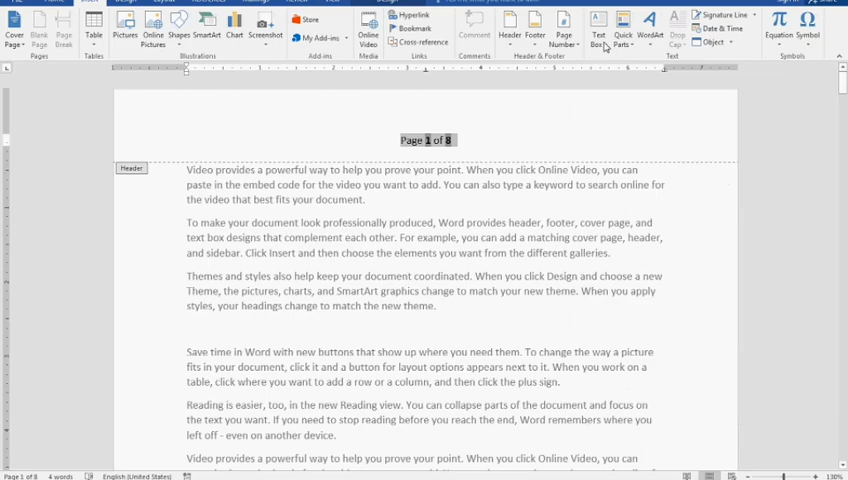 Insert
Design
Layout
References
Mailings
Review
View
Design
Sign in
Share
Cover Page
Blank Page
Page Break
Table
Pictures
Online Pictures
Shapes
SmartArt
Chart
Screenshot
Store
My Add-ins
Online Video
Hyperlink
Bookmark
Cross-reference
Comment
Header
Footer
Page Number
Text Box
Quick Parts
WordArt
Drop Cap
Signature Line
Date & Time
Object
Equation
Symbol
Pages
Tables
Illustrations
Add-ins
Media
Links
Comments
Header & Footer
Text
Symbols
Page 1 of 8
Header
Video provides a powerful way to help you prove your point. When you click Online Video, you can
paste in the embed code for the video you want to add. You can also type a keyword to search online for
the video that best fits your document.
To make your document look professionally produced, Word provides header, footer, cover page, and
text box designs that complement each other. For example, you can add a matching cover page, header,
and sidebar. Click Insert and then choose the elements you want from the different galleries.
Themes and styles also help keep your document coordinated. When you click Design and choose a new
Theme, the pictures, charts, and SmartArt graphics change to match your new theme. When you apply
styles, your headings change to match the new theme.
Save time in Word with new buttons that show up where you need them. To change the way a picture
fits in your document, click it and a button for layout options appears next to it. When you work on a
table, click where you want to add a row or a column, and then click the plus sign.
Reading is easier, too, in the new Reading view. You can collapse parts of the document and focus on
the text you want. If you need to stop reading before you reach the end, Word remembers where you
left off - even on another device.
Video provides a powerful way to help you prove your point. When you click Online Video, you can
Page 1 of 8
4 words
English (United States)
130%